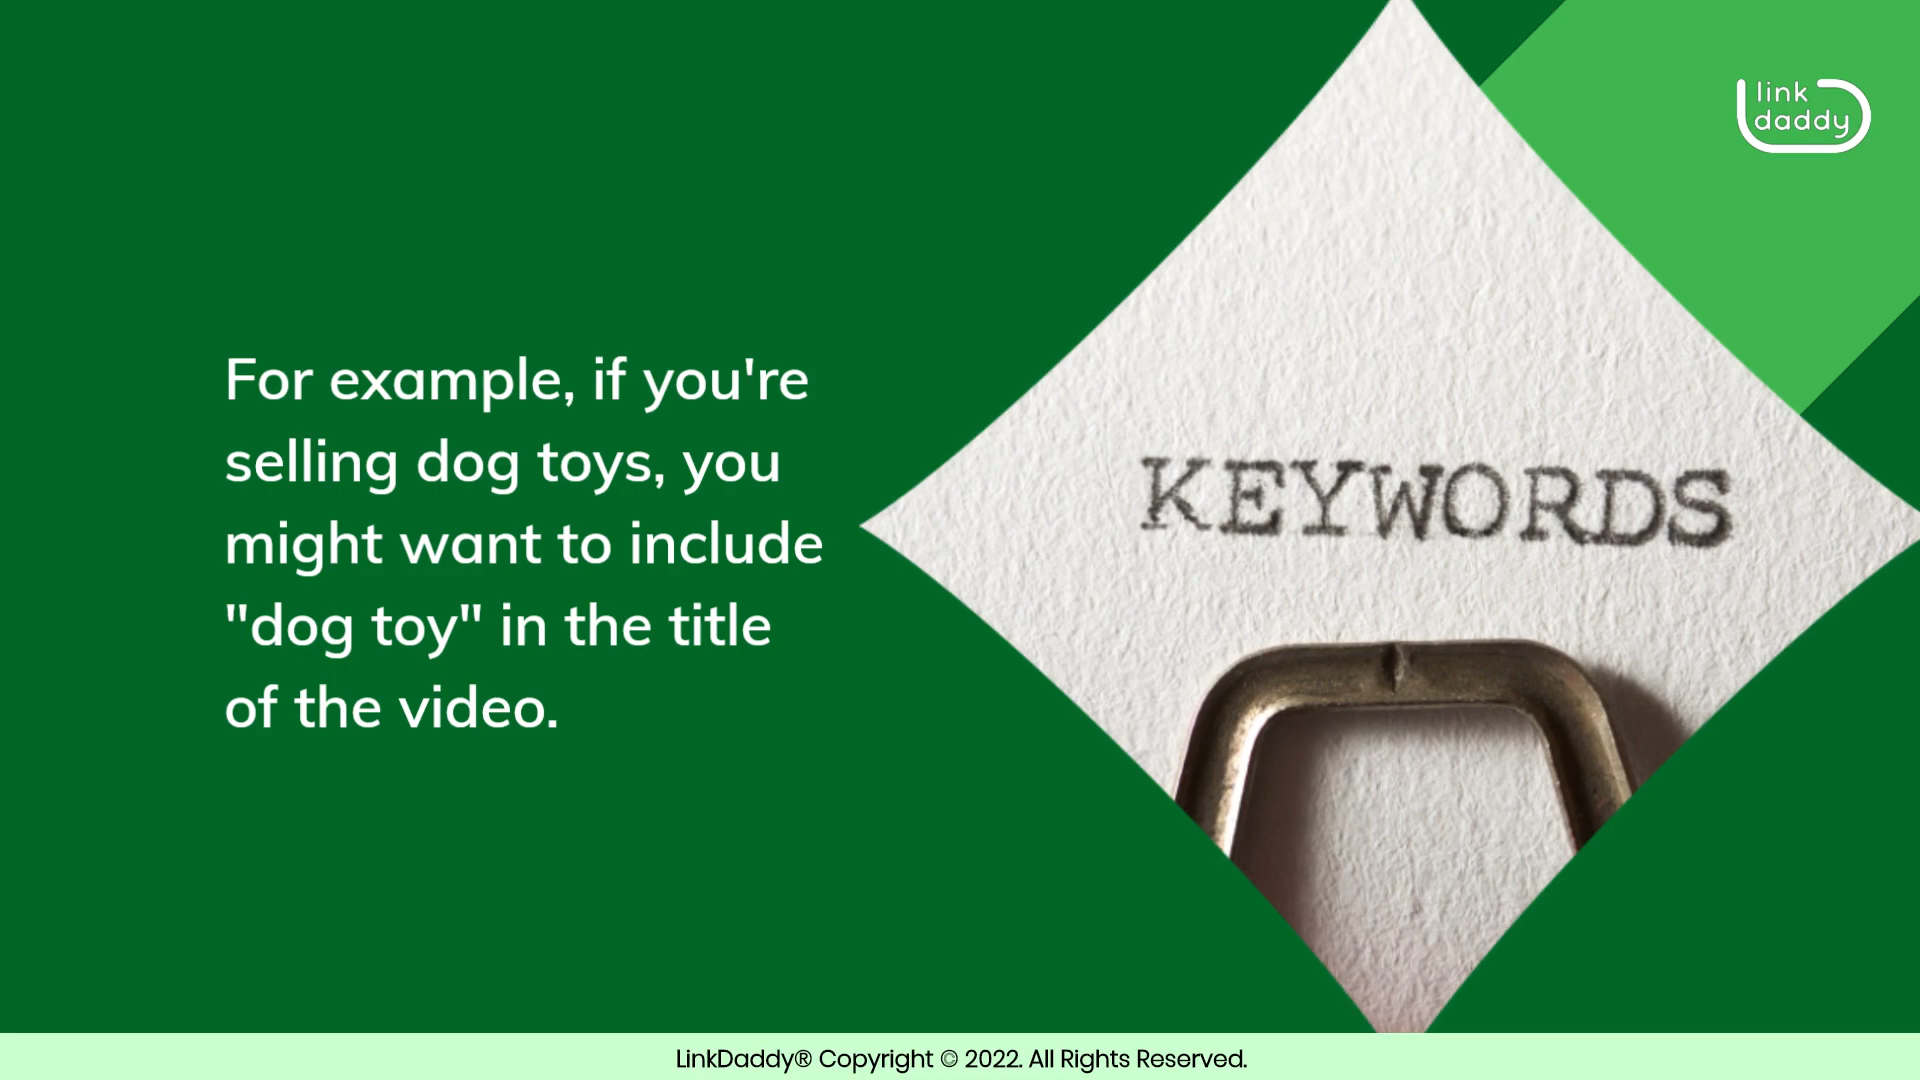 link
daddy
For example, if you're
selling dog toys, you
might want to include
"dog toy" in the title
of the video.
KEYWORDS
LinkDaddy® Copyright © 2022. All Rights Reserved.